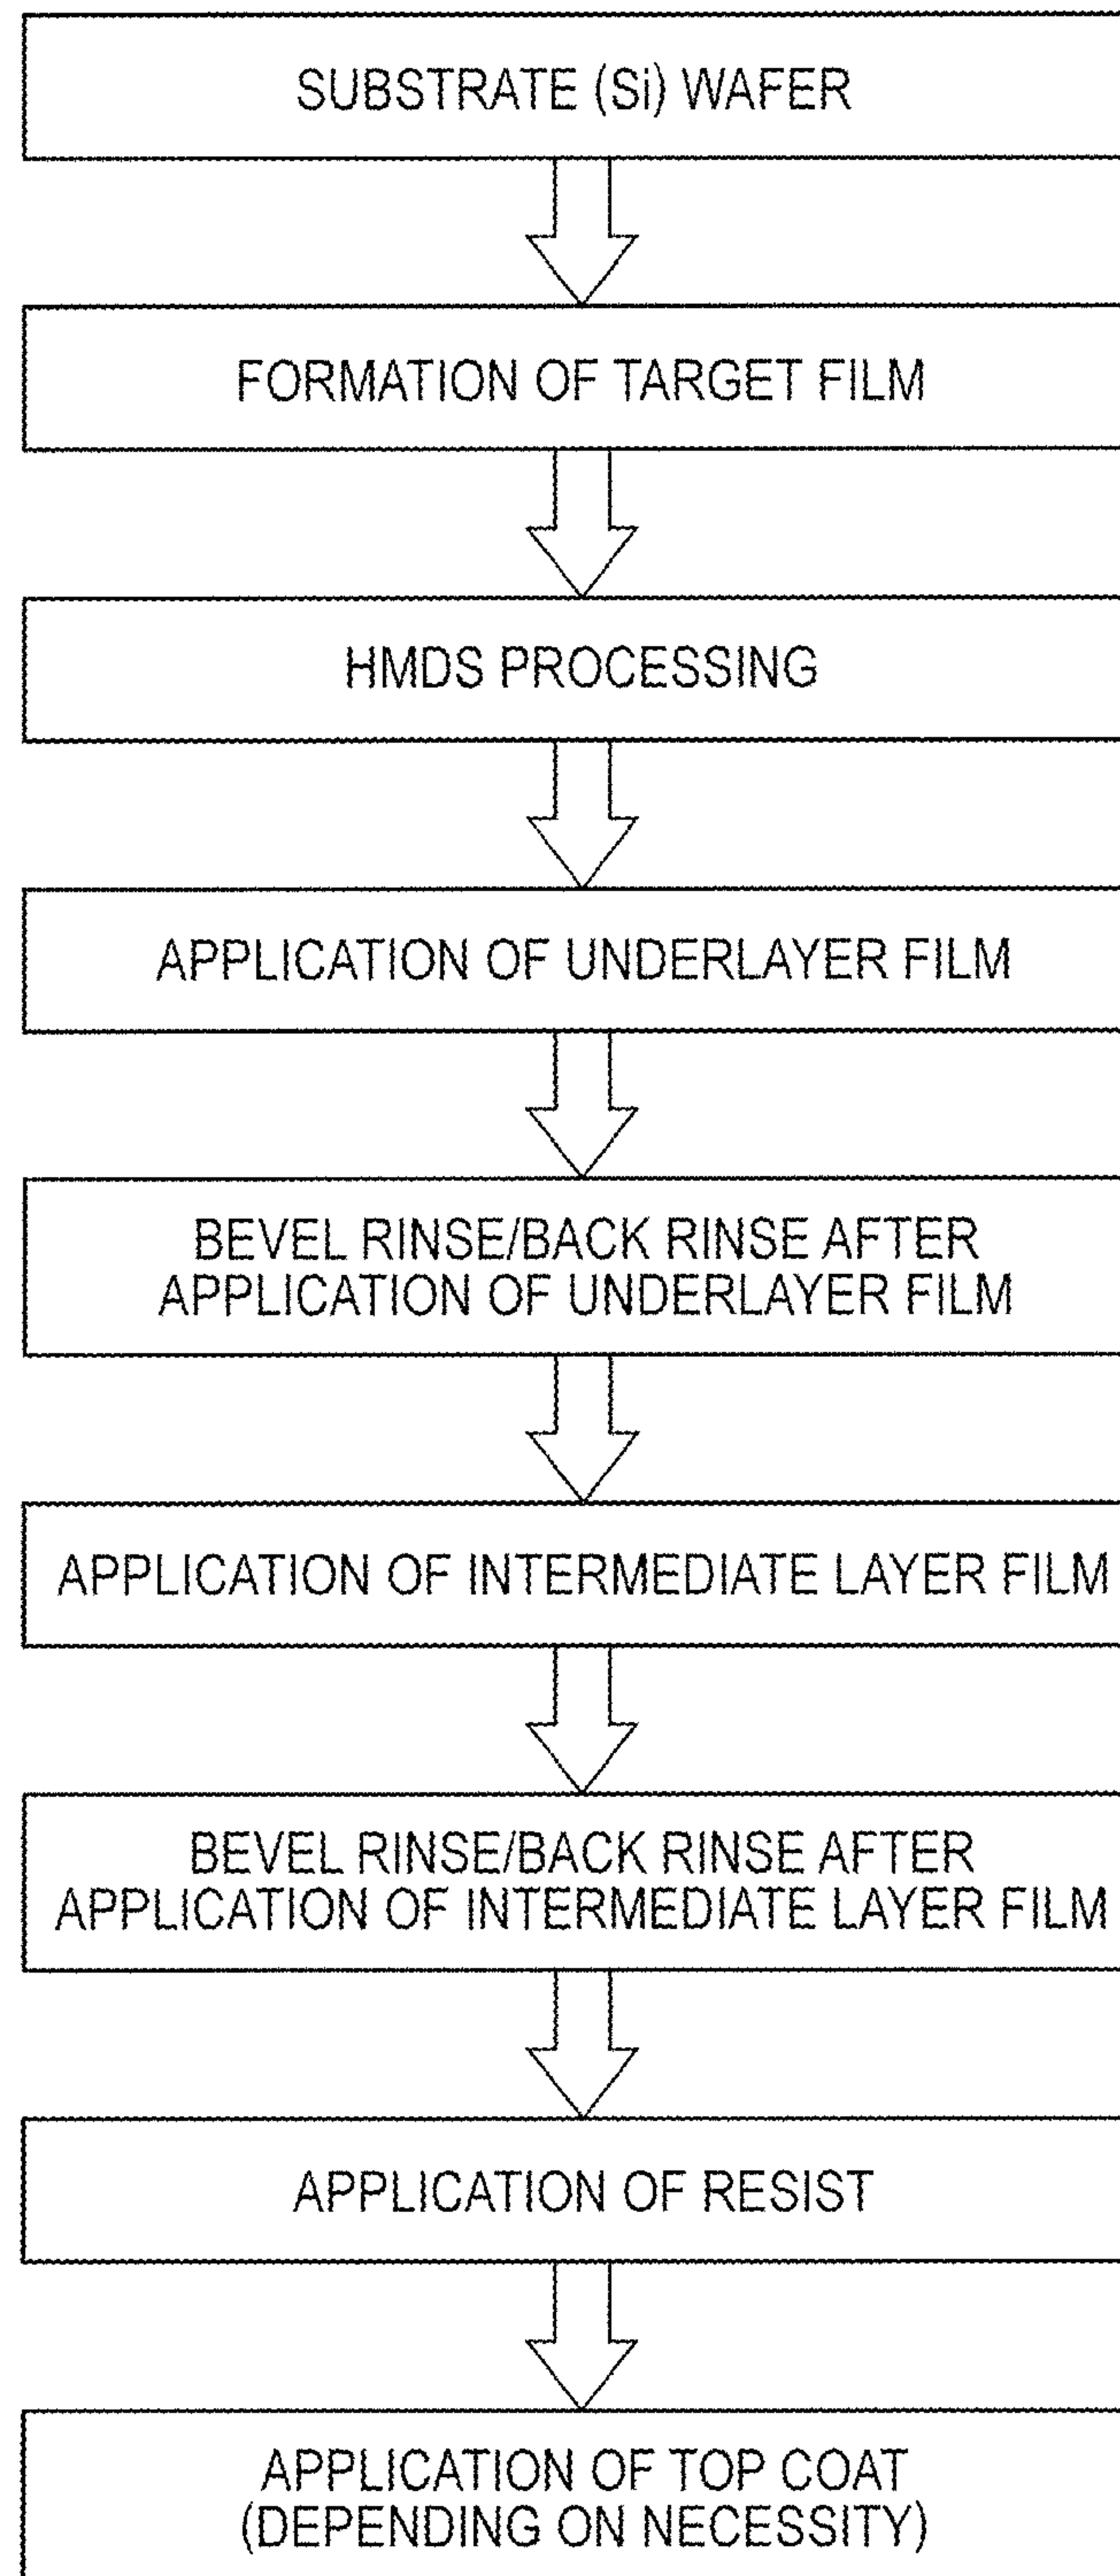 SUBSTRATE (Si) WAFER
FORMATION OF TARGET FILM
HMDS PROCESSING
APPLICATION OF UNDERLAYER FILM
BEVEL RINSE/BACK RINSE AFTER
APPLICATION OF UNDERLAYER FILM
APPLICATION OF INTERMEDIATE LAYER FILM
BEVEL RINSE/BACK RINSE AFTER
APPLICATION OF INTERMEDIATE LAYER FILM
APPLICATION OF RESIST
APPLICATION OF TOP COAT
(DEPENDING ON NECESSITY)